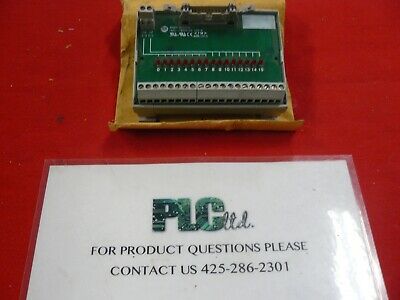 0 1 2 3 4 5 6 7 8 9 10 11 12 13 14 15
PLC ltd.
FOR PRODUCT QUESTIONS PLEASE
CONTACT US 425-286-2301